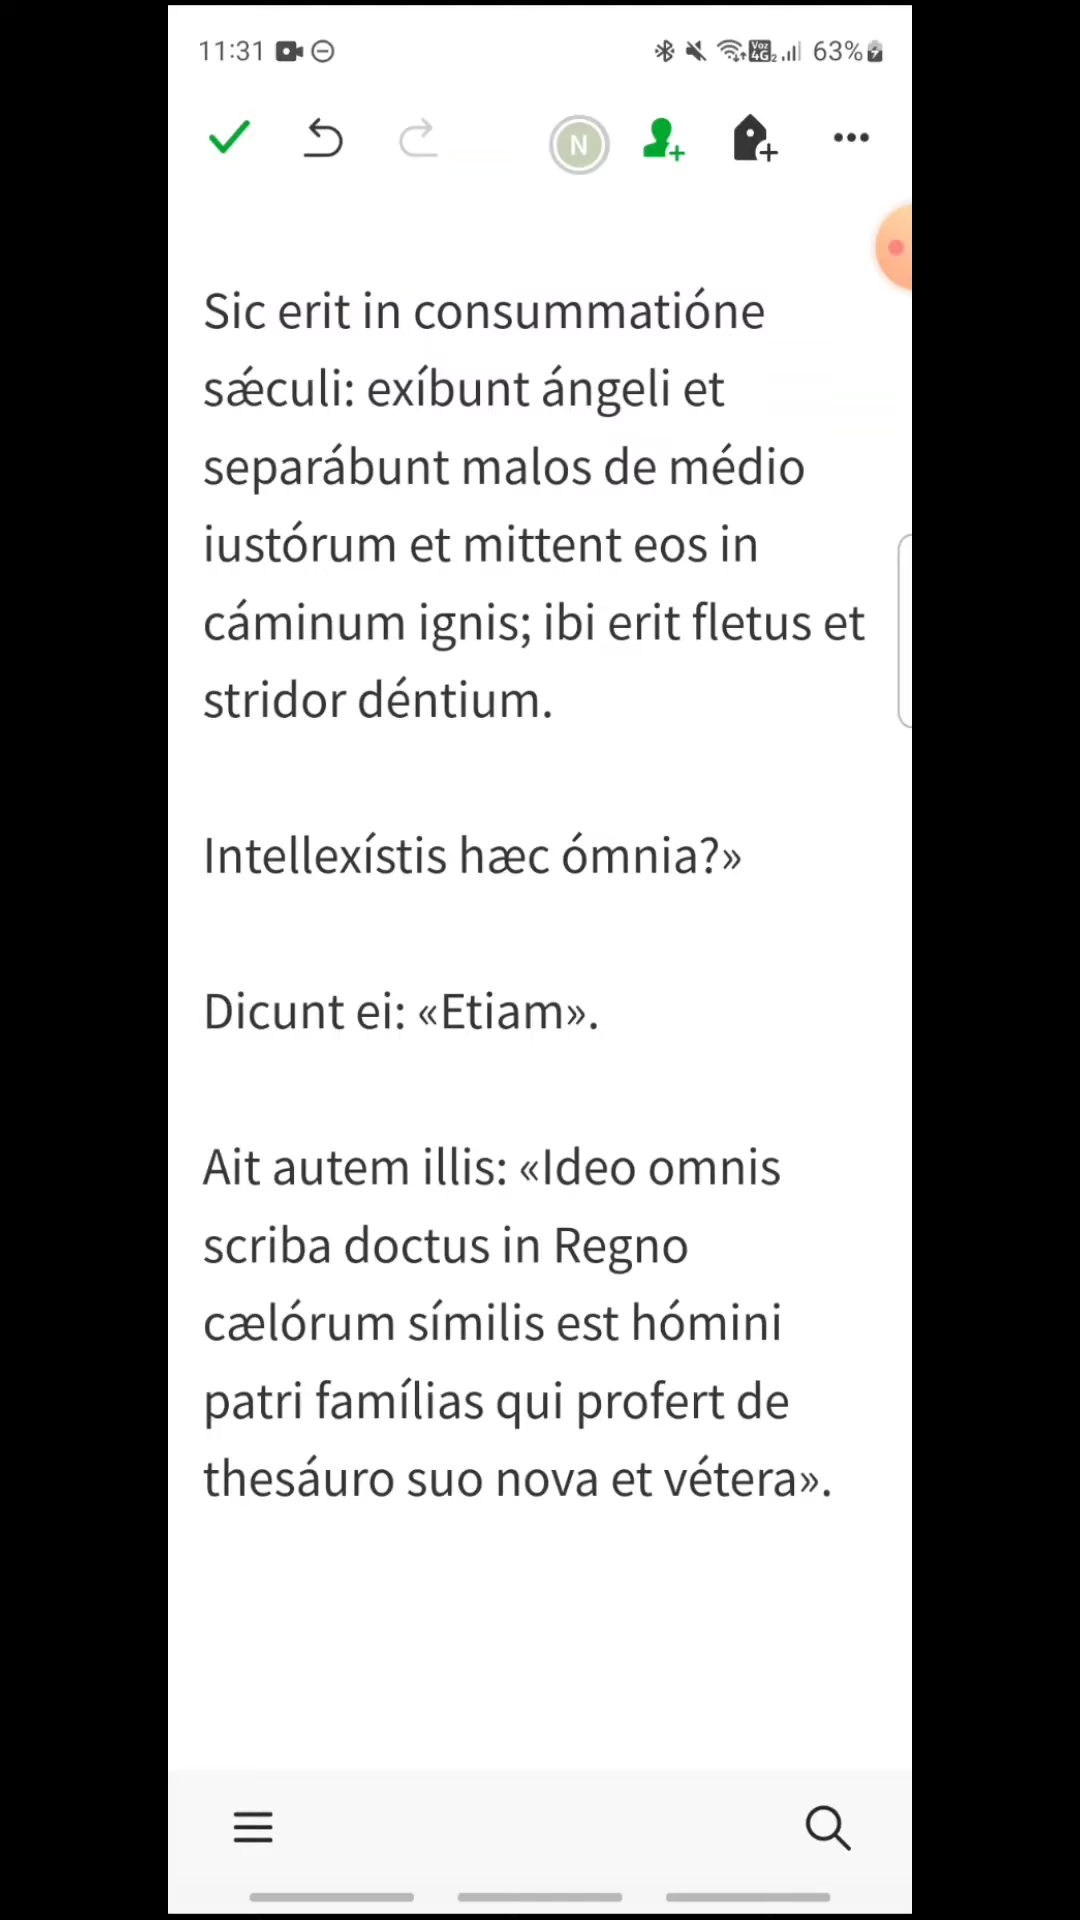 11:31 63%
Voz
4G 2
N
Sic erit in consummatióne
sǽculi: exíbunt ángeli et
separábunt malos de médio
iustórum et mittent eos in
cáminum ignis; ibi erit fletus et
stridor déntium.
Intellexístis hæc ómnia?»
Dicunt ei: «Etiam».
Ait autem illis: «Ideo omnis
scriba doctus in Regno
cælórum símilis est hómini
patri famílias qui profert de
thesáuro suo nova et vétera».